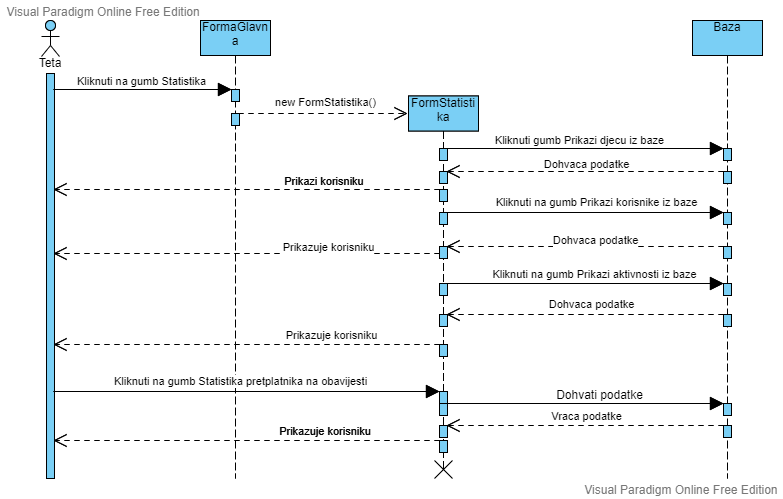 Visual Paradigm Online Free Edition
FormaGlavn
a
Baza
Teta
Kliknuti na gumb Statistika
new FormStatistika()
FormStatisti
ka
Kliknuti gumb Prikazi djecu iz baze
Dohvaca podatke
Prikazi korisniku
Kliknuti na gumb Prikazi korisnike iz baze
Dohvaca podatke
Prikazuje korisniku
Kliknuti na gumb Prikazi aktivnosti iz baze
Dohvaca podatke
Prikazuje korisniku
Kliknuti na gumb Statistika pretplatnika na obavijesti
Dohvati podatke
Vraca podatke
Prikazuje korisniku
Visual Paradigm Online Free Edition